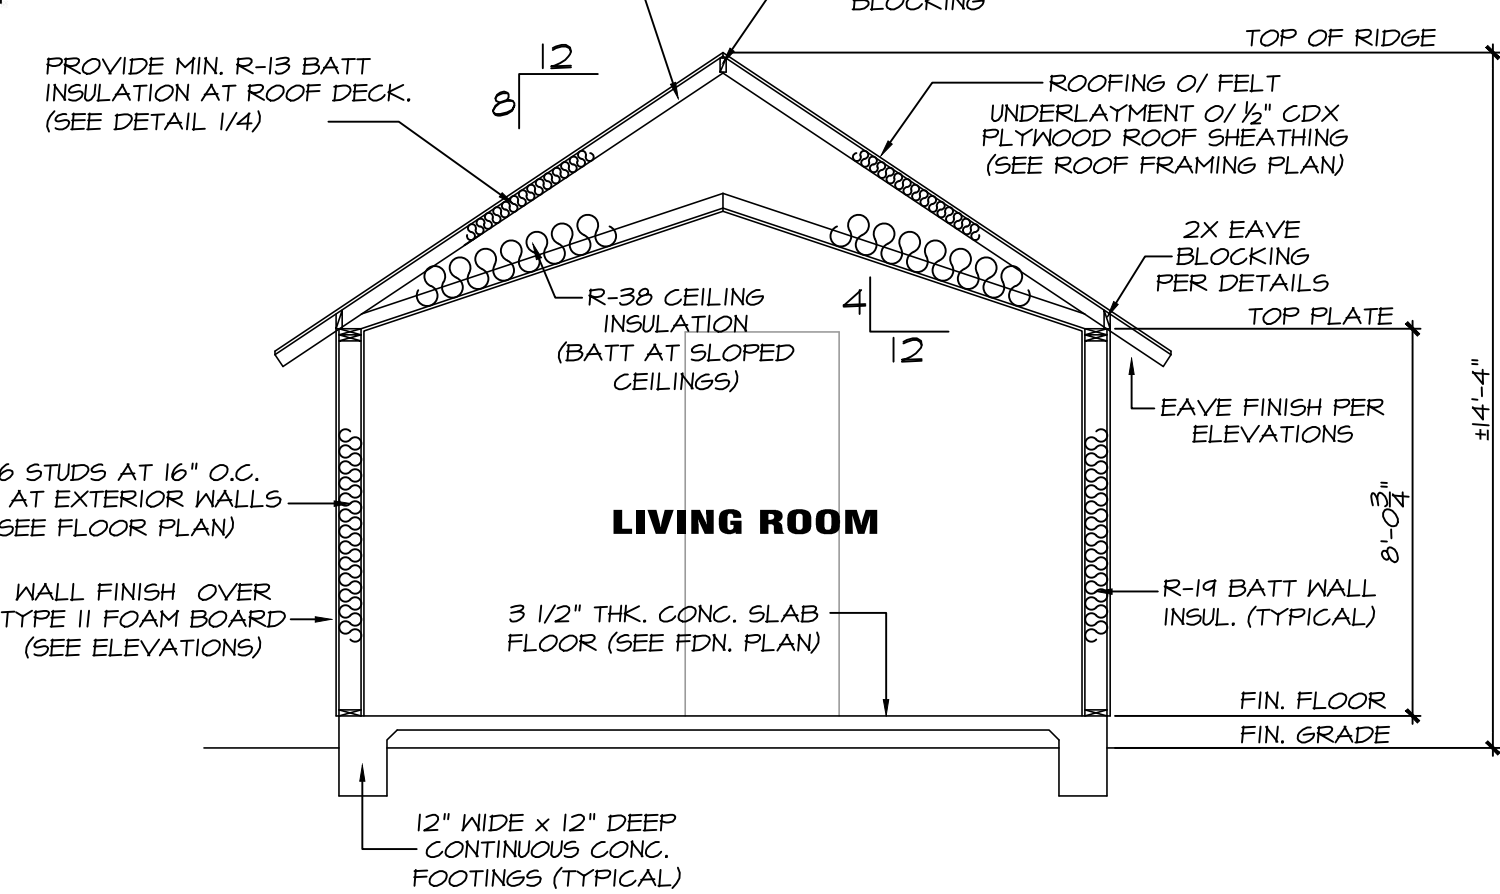 BLOCKING
TOP OF RIDGE
PROVIDE MIN. R-13 BATT
INSULATION AT ROOF DECK.
(SEE DETAIL 1/4)
12
8
ROOFING O/ FELT
UNDERLAYMENT O/ ½" CDX
PLYWOOD ROOF SHEATHING
(SEE ROOF FRAMING PLAN)
2X EAVE
BLOCKING
PER DETAILS
R-38 CEILING
INSULATION
(BATT AT SLOPED
CEILINGS)
4
12
TOP PLATE
±14'-4"
EAVE FINISH PER
ELEVATIONS
6 STUDS AT 16" O.C.
AT EXTERIOR WALLS
SEE FLOOR PLAN)
8'-0¾"
LIVING ROOM
WALL FINISH OVER
TYPE II FOAM BOARD
(SEE ELEVATIONS)
3 1/2" THK. CONC. SLAB
FLOOR (SEE FDN. PLAN)
R-19 BATT WALL
INSUL. (TYPICAL)
FIN. FLOOR
FIN. GRADE
12" WIDE x 12" DEEP
CONTINUOUS CONC.
FOOTINGS (TYPICAL)